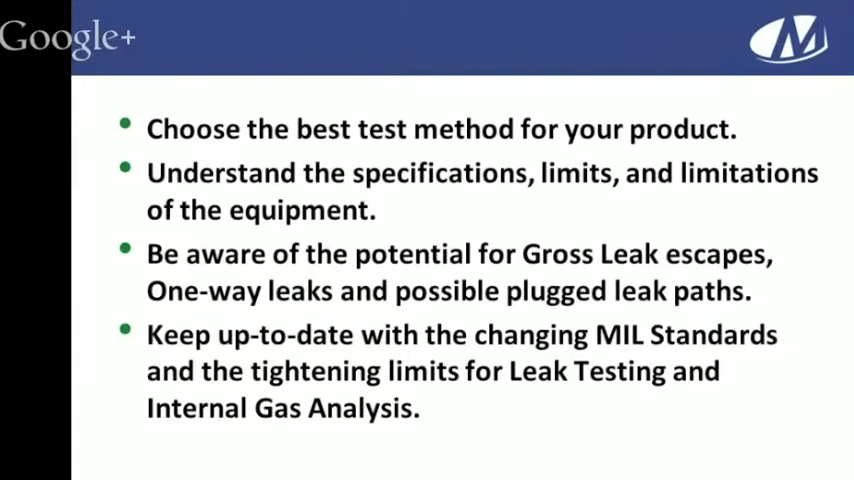 Google+
M
Choose the best test method for your product.
Understand the specifications, limits, and limitations
of the equipment.
Be aware of the potential for Gross Leak escapes,
One-way leaks and possible plugged leak paths.
Keep up-to-date with the changing MIL Standards
and the tightening limits for Leak Testing and
Internal Gas Analysis.